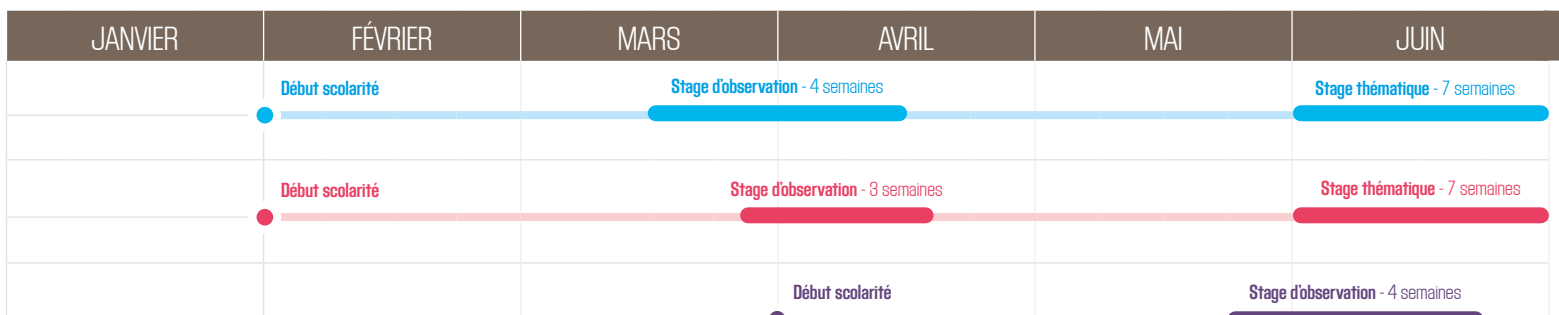 JANVIER FÉVRIER MARS AVRIL MAI JUIN
Début scolarité Stage d'observation - 4 semaines Stage thématique - 7 semaines
Début scolarité Stage d'observation - 3 semaines Stage thématique - 7 semaines
Début scolarité Stage d'observation - 4 semaines